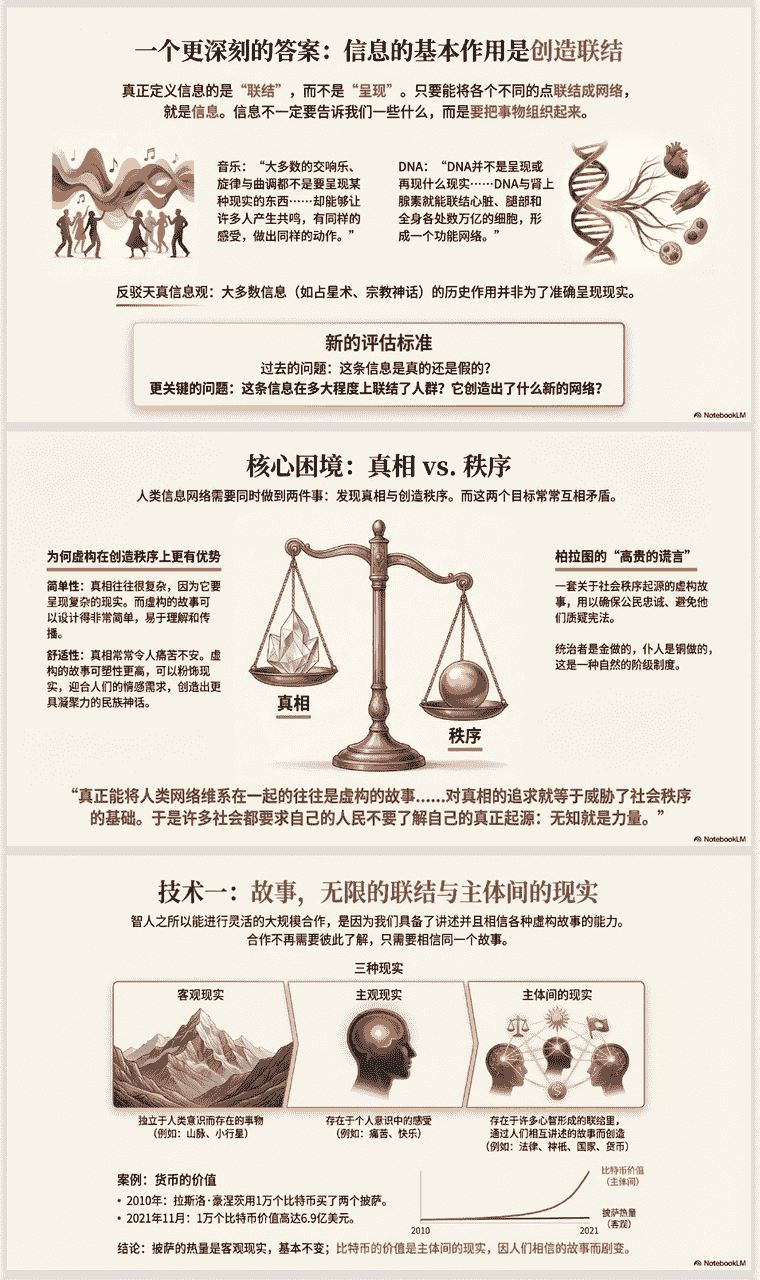 一个更深刻的答案：信息的基本作用是创造联结
真正定义信息的是“联结”，而不是“呈现”。只要能将各个不同的点联结成网络，
就是信息。信息不一定要告诉我们一些什么，而是要把事物组织起来。
音乐：“大多数的交响乐、
旋律与曲调都不是要呈现某
种现实的东西……却能够让
许多人产生共鸣，有同样的
感受，做出同样的动作。”
DNA：“DNA并不是呈现或
再现什么现实……DNA与肾上
腺素就能联结心脏、腿部和
全身各处数万亿的细胞，形
成一个功能网络。”
反驳天真信息观：大多数信息（如占星术、宗教神话）的历史作用并非为了准确呈现现实。
新的评估标准
过去的问题：这条信息是真的还是假的？
更关键的问题：这条信息在多大程度上联结了人群？它创造出了什么新的网络？
NotebookLM
核心困境：真相 vs. 秩序
人类信息网络需要同时做到两件事：发现真相与创造秩序。而这两个目标常常互相矛盾。
为何虚构在创造秩序上更有优势
简单性：真相往往很复杂，因为它要
呈现复杂的现实。而虚构的故事可
以设计得非常简单，易于理解和传
播。
舒适性：真相常常令人痛苦不安。虚
构的故事可塑性更高，可以粉饰现
实，迎合人们的情感需求，创造出更
具凝聚力的民族神话。
真相
秩序
柏拉图的“高贵的谎言”
一套关于社会秩序起源的虚构故
事，用以确保公民忠诚、避免他
们质疑宪法。
统治者是金做的，仆人是铜做的，
这是一种自然的阶级制度。
“真正能将人类网络维系在一起的往往是虚构的故事……对真相的追求就等于威胁了社会秩序
的基础。于是许多社会都要求自己的人民不要了解自己的真正起源：无知就是力量。”
NotebookLM
技术一：故事，无限的联结与主体间的现实
智人之所以能进行灵活的大规模合作，是因为我们具备了讲述并且相信各种虚构故事的能力。
合作不再需要彼此了解，只需要相信同一个故事。
三种现实
客观现实
主观现实
主体间的现实
独立于人类意识而存在的事物
（例如：山脉、小行星）
存在于个人意识中的感受
（例如：痛苦、快乐）
存在于许多心智形成的联结里，
通过人们相互讲述的故事而创造
（例如：法律、神祇、国家、货币）
案例：货币的价值
• 2010年：拉斯洛·豪涅茨用1万个比特币买了两个披萨。
• 2021年11月：1万个比特币价值高达6.9亿美元。
比特币价值
（主体间）
披萨热量
（客观）
2010
2021
结论：披萨的热量是客观现实，基本不变；比特币的价值是主体间的现实，因人们相信的故事而剧变。
NotebookLM